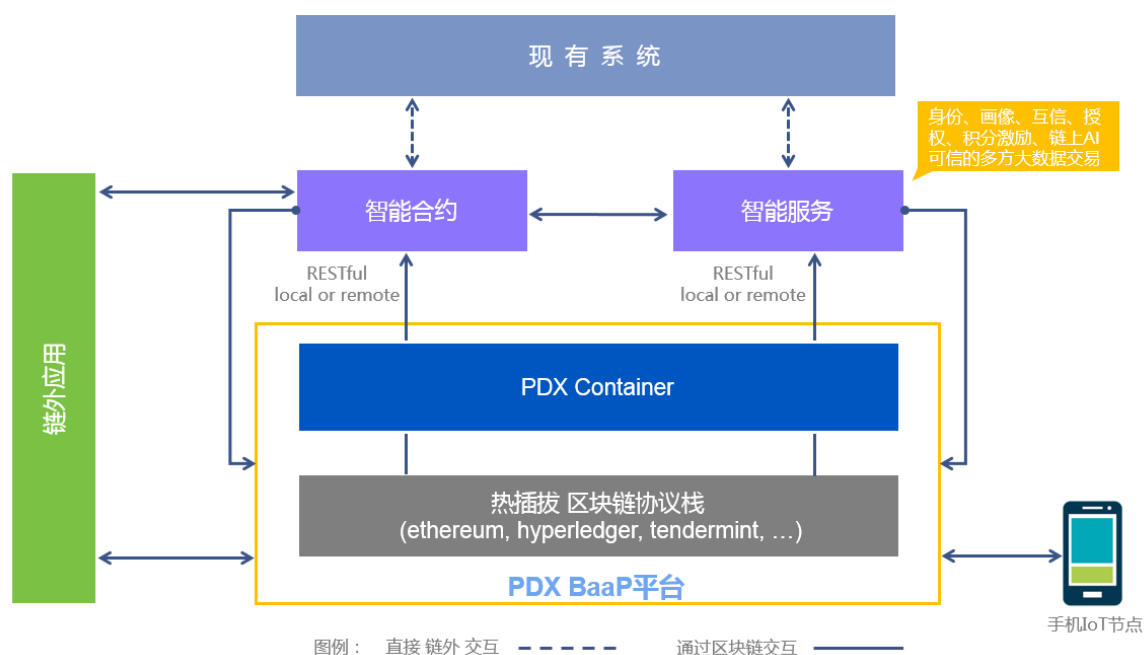 现 有 系 统
身份、画像、互信、授
权、积分激励、链上AI
可信的多方大数据交易
智能合约
智能服务
RESTful
local or remote
RESTful
local or remote
链外应用
PDX Container
热插拔 区块链协议栈
(ethereum, hyperledger, tendermint, …)
PDX BaaP平台
手机IoT节点
图例： 直接 链外 交互
通过区块链交互